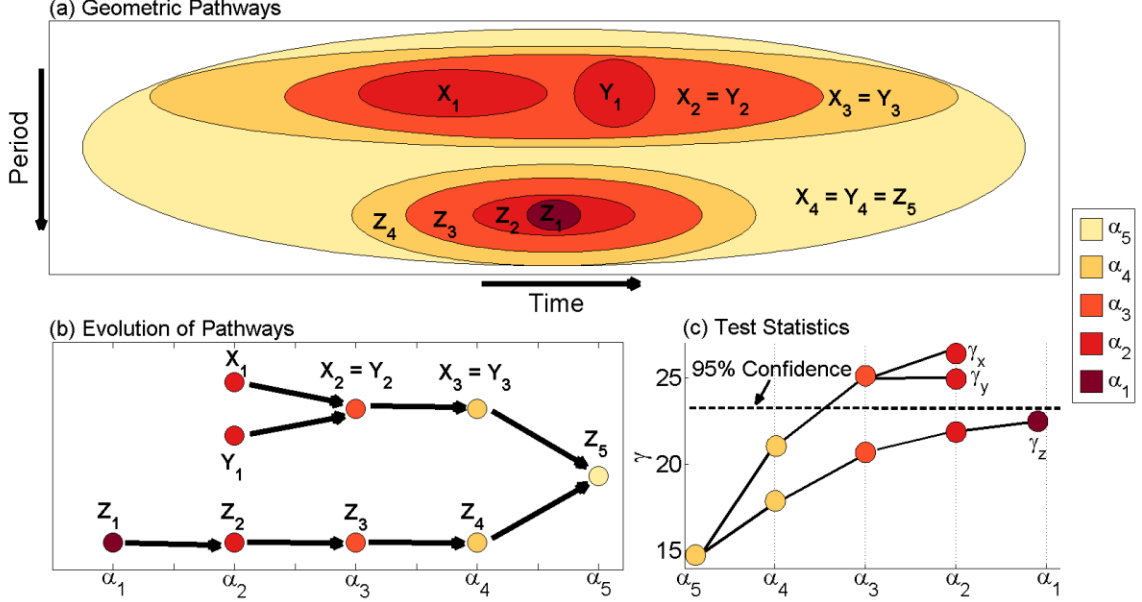 (a) Geometric Pathways
Period
X₁
Y₁
X₂ = Y₂
X₃ = Y₃
Z₄
Z₃
Z₂
Z₁
X₄ = Y₄ = Z₅
Time
α₅
α₄
α₃
α₂
α₁
(b) Evolution of Pathways
X₁
X₂ = Y₂
X₃ = Y₃
Y₁
Z₅
Z₁
Z₂
Z₃
Z₄
α₁ α₂ α₃ α₄ α₅
(c) Test Statistics
95% Confidence
γₓ
γᵧ
γ_z
γ
25
20
15
α₅ α₄ α₃ α₂ α₁